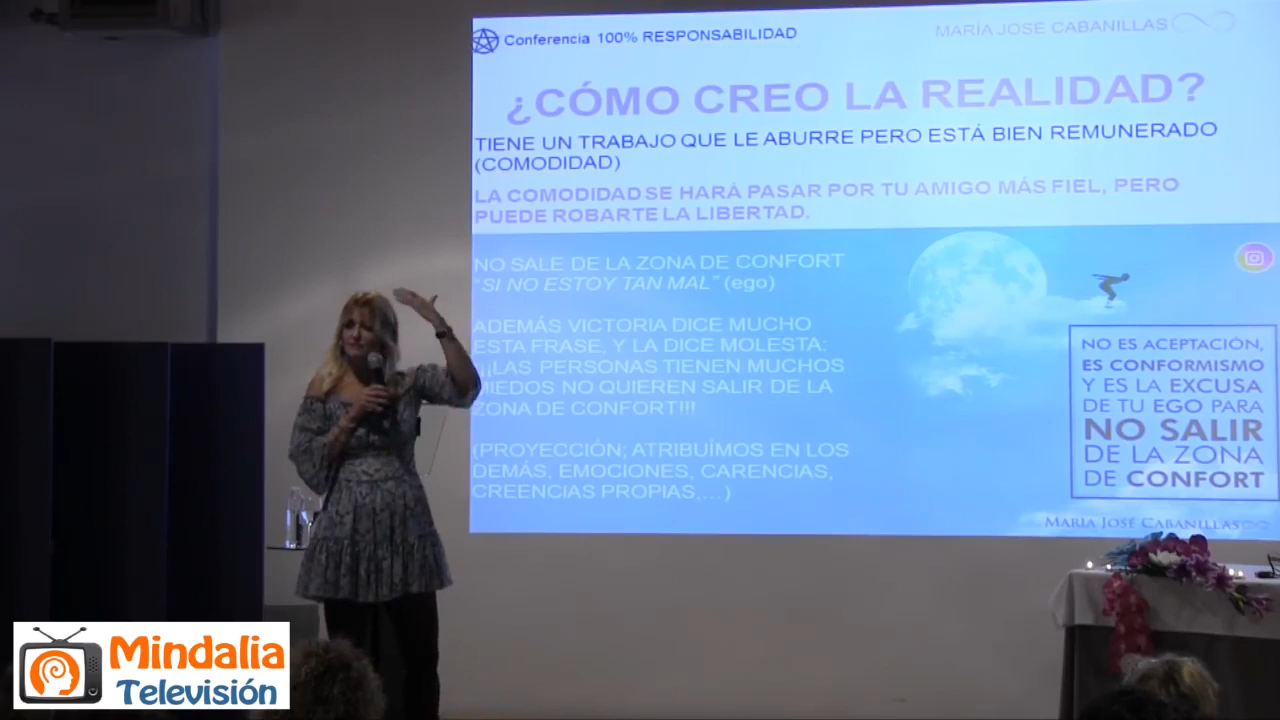 Conferencia 100% RESPONSABILIDAD
MARÍA JOSÉ CABANILLAS
¿CÓMO CREO LA REALIDAD?
TIENE UN TRABAJO QUE LE ABURRE PERO ESTÁ BIEN REMUNERADO
(COMODIDAD)
LA COMODIDAD SE HARÁ PASAR POR TU AMIGO MÁS FIEL, PERO
PUEDE ROBARTE LA LIBERTAD.
NO SALE DE LA ZONA DE CONFORT
"SI NO ESTOY TAN MAL" (ego)
ADEMÁS VICTORIA DICE MUCHO
ESTA FRASE, Y LA DICE MOLESTA:
¡¡¡LAS PERSONAS TIENEN MUCHOS
MIEDOS NO QUIEREN SALIR DE LA
ZONA DE CONFORT!!!
(PROYECCIÓN; ATRIBUÍMOS EN LOS
DEMÁS, EMOCIONES, CARENCIAS,
CREENCIAS PROPIAS,...)
NO ES ACEPTACIÓN,
ES CONFORMISMO
Y ES LA EXCUSA
DE TU EGO PARA
NO SALIR
DE LA ZONA
DE CONFORT
MARÍA JOSÉ CABANILLAS
Mindalia
Televisión